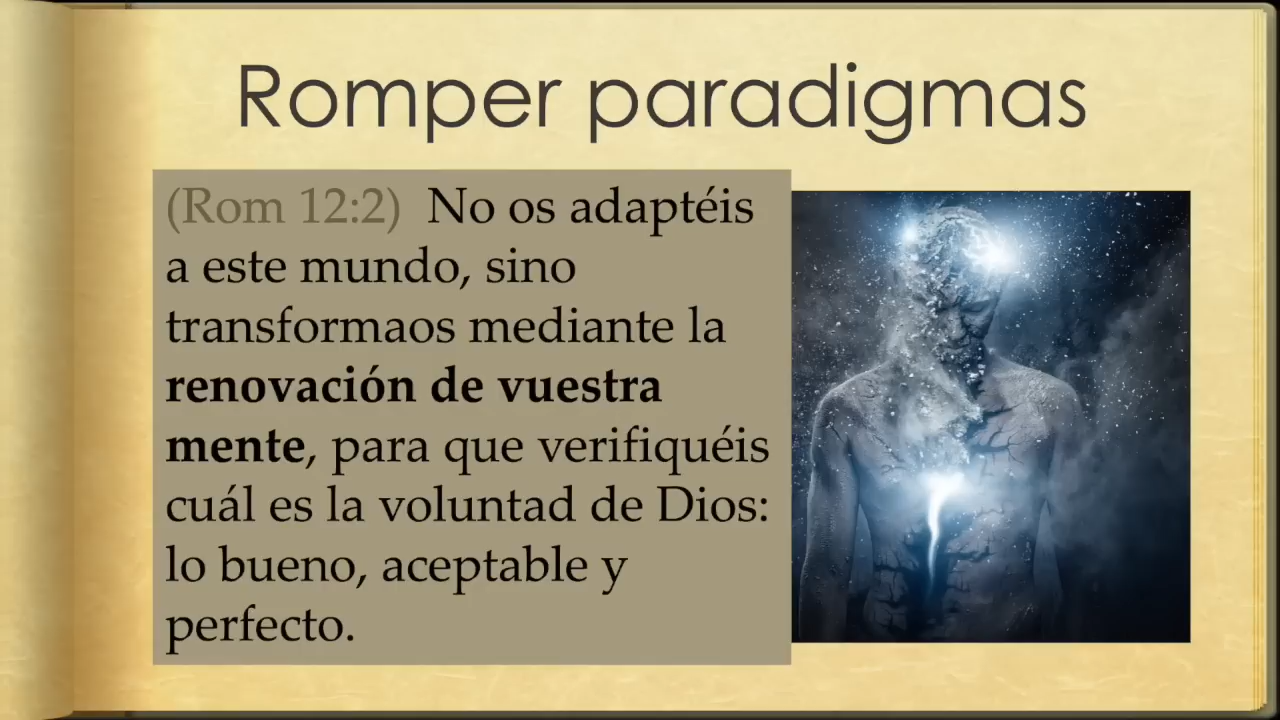 Romper paradigmas
(Rom 12:2) No os adaptéis
a este mundo, sino
transformaos mediante la
renovación de vuestra
mente, para que verifiquéis
cuál es la voluntad de Dios:
lo bueno, aceptable y
perfecto.